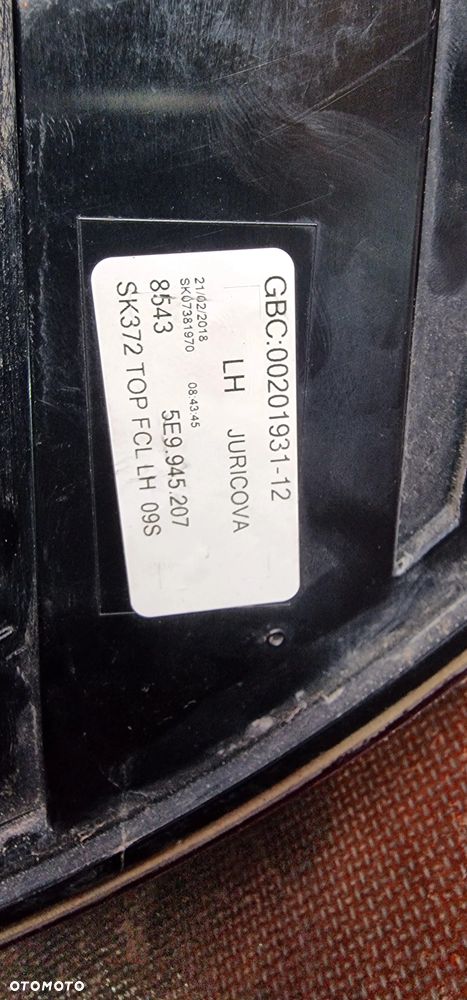 GBC:00201931-12
LH JURICOVA
21/02/2018 08:43:45
SK07381970
8543 5E9.945.207
SK372 TOP FCL LH 09S
OTOMOTO